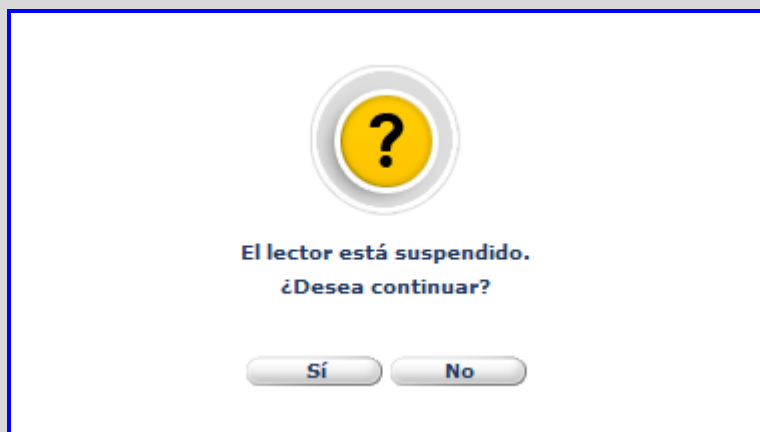 ?
El lector está suspendido.
¿Desea continuar?
Sí No